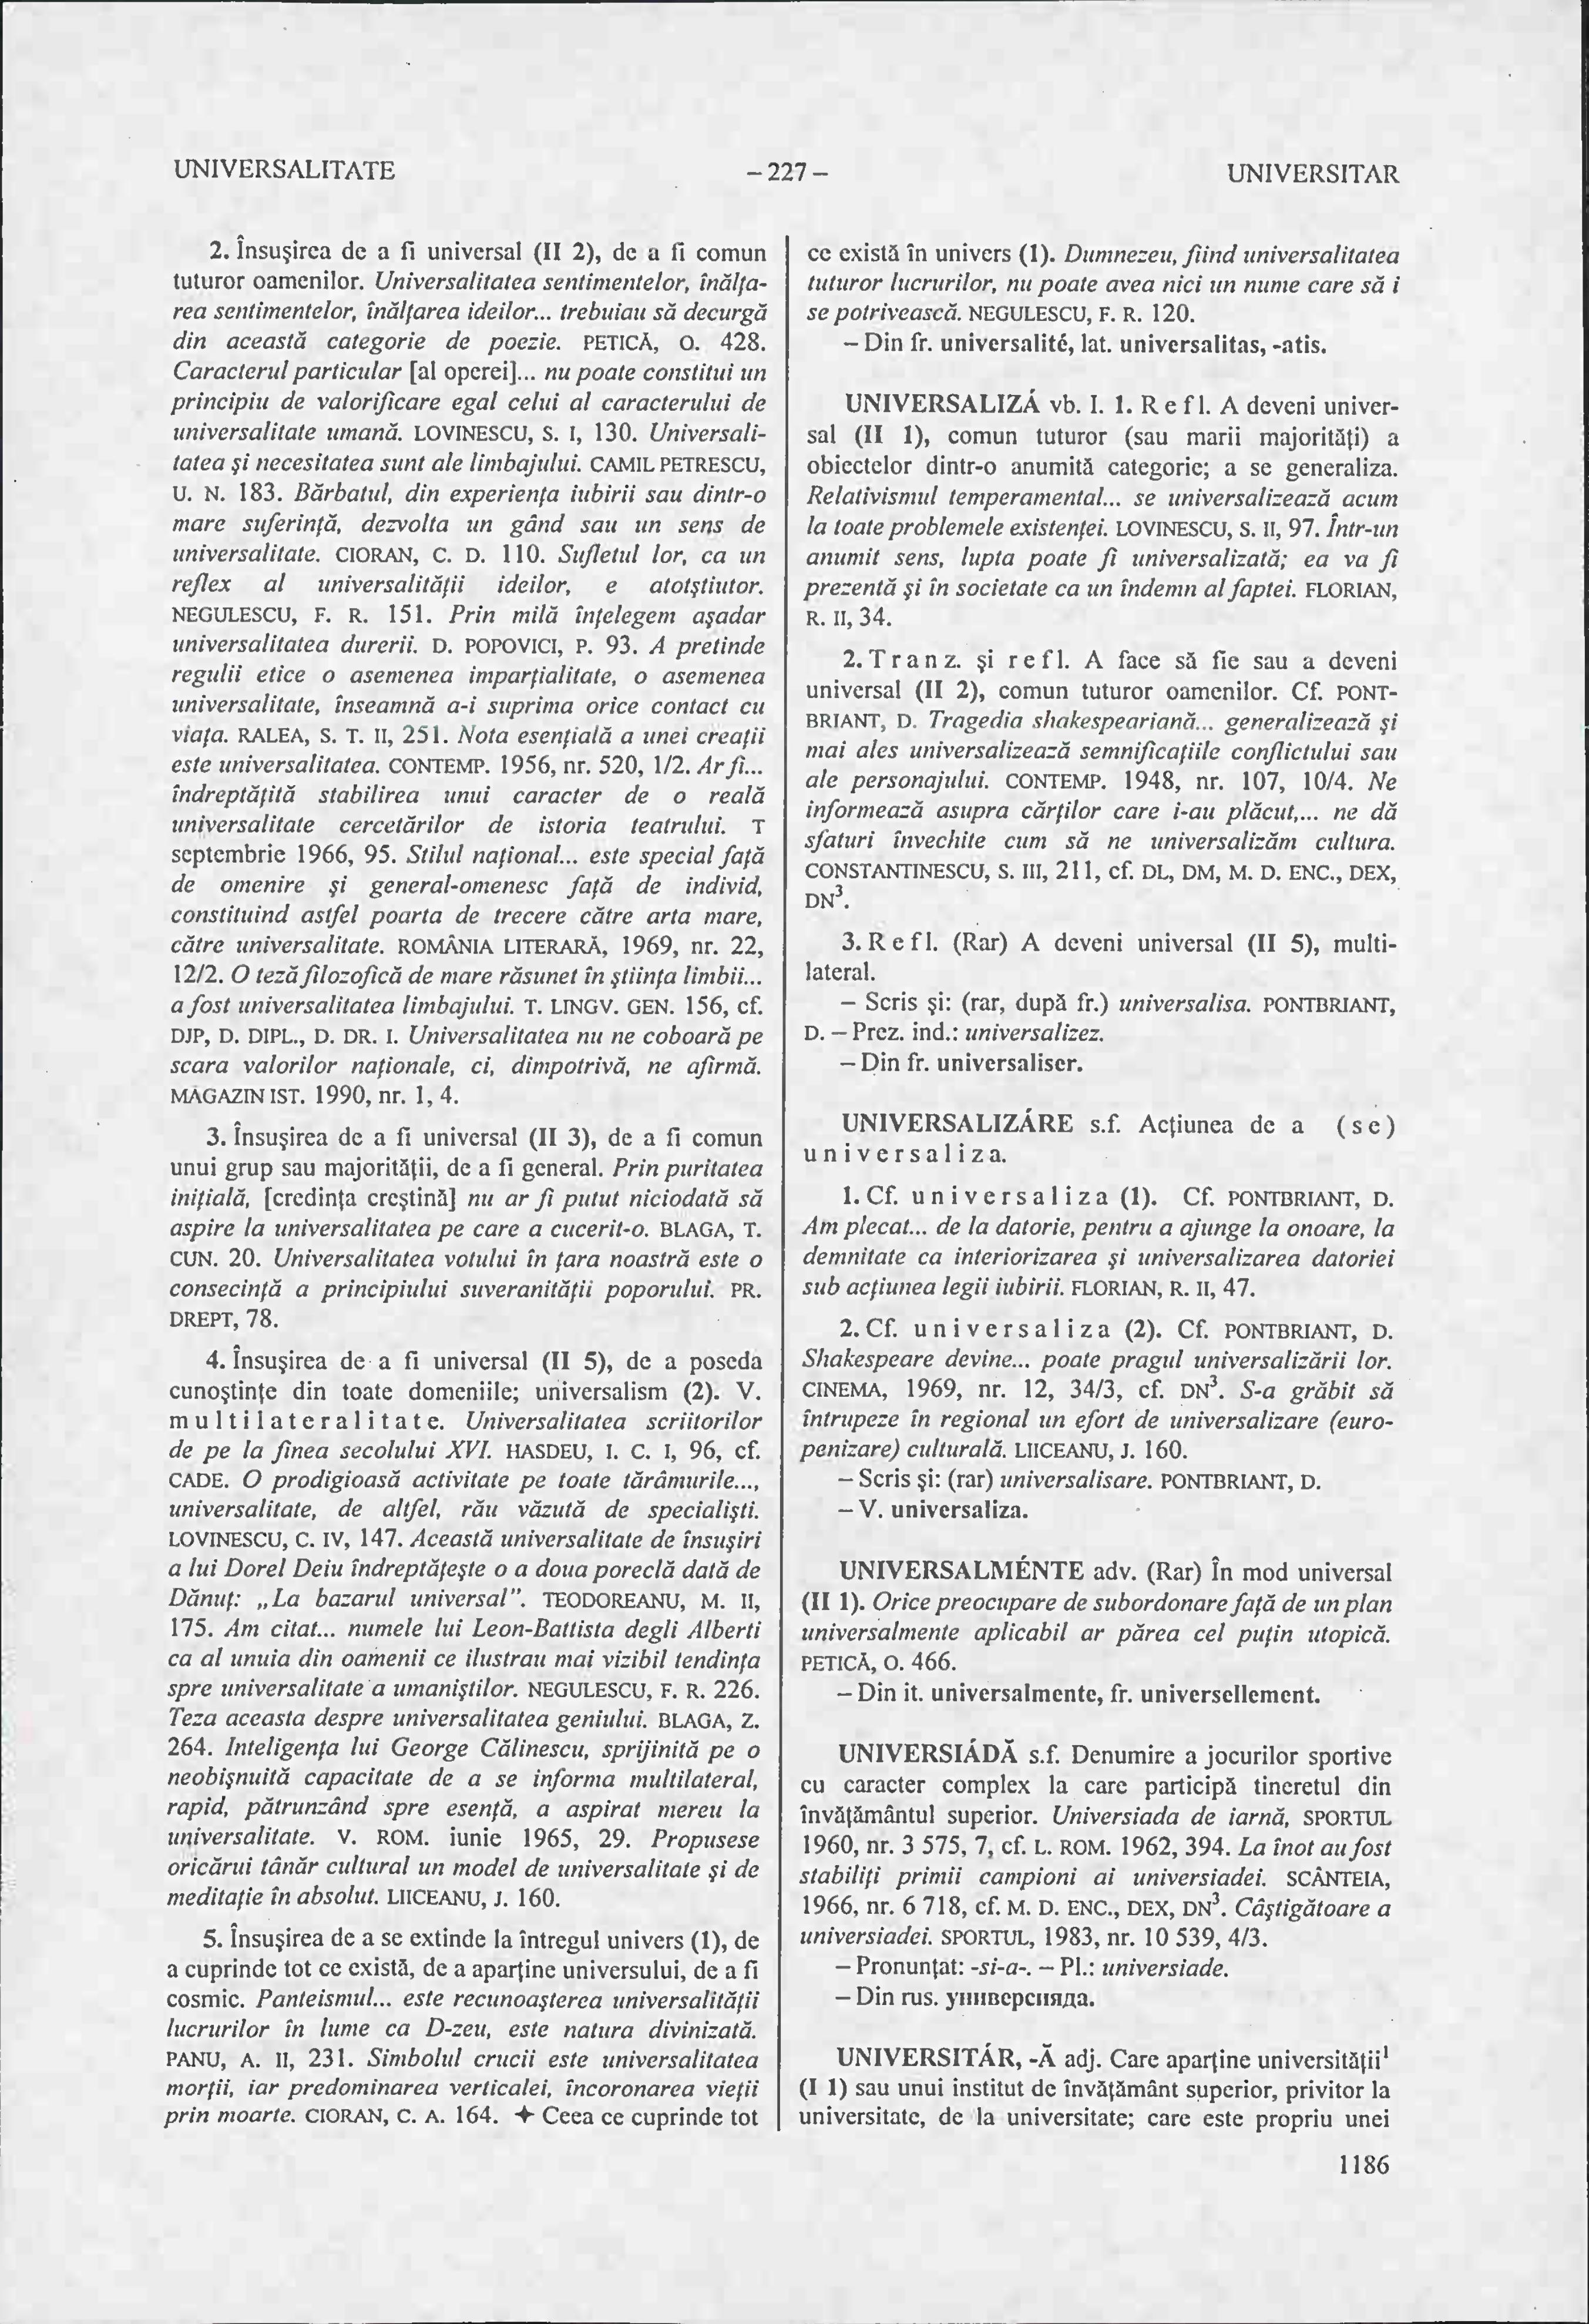 UNIVERSALITATE
– 227 –
UNIVERSITAR
2. Însuşirea de a fi universal (II 2), de a fi comun
tuturor oamenilor. Universalitatea sentimentelor, înălţa-
rea sentimentelor, înălţarea ideilor... trebuiau să decurgă
din această categorie de poezie. PETICĂ, O. 428.
Caracterul particular [al operei]... nu poate constitui un
principiu de valorificare egal celui al caracterului de
universalitate umană. LOVINESCU, S. I, 130. Universali-
tatea şi necesitatea sunt ale limbajului. CAMIL PETRESCU,
U. N. 183. Bărbatul, din experienţa iubirii sau dintr-o
mare suferinţă, dezvolta un gând sau un sens de
universalitate. CIORAN, C. D. 110. Sufletul lor, ca un
reflex al universalităţii ideilor, e atotştiutor.
NEGULESCU, F. R. 151. Prin milă înţelegem aşadar
universalitatea durerii. D. POPOVICI, P. 93. A pretinde
regulii etice o asemenea imparţialitate, o asemenea
universalitate, înseamnă a-i suprima orice contact cu
viaţa. RALEA, S. T. II, 251. Nota esenţială a unei creaţii
este universalitatea. CONTEMP. 1956, nr. 520, 1/2. Ar fi...
îndreptăţită stabilirea unui caracter de o reală
universalitate cercetărilor de istoria teatrului. T
septembrie 1966, 95. Stilul naţional... este special faţă
de omenire şi general-omenesc faţă de individ,
constituind astfel poarta de trecere către arta mare,
către universalitate. ROMÂNIA LITERARĂ, 1969, nr. 22,
12/2. O teză filozofică de mare răsunet în ştiinţa limbii...
a fost universalitatea limbajului. T. LINGV. GEN. 156, cf.
DJP, D. DIPL., D. DR. I. Universalitatea nu ne coboară pe
scara valorilor naţionale, ci, dimpotrivă, ne afirmă.
MAGAZIN IST. 1990, nr. 1, 4.
3. Însuşirea de a fi universal (II 3), de a fi comun
unui grup sau majorităţii, de a fi general. Prin puritatea
iniţială, [credinţa creştină] nu ar fi putut niciodată să
aspire la universalitatea pe care a cucerit-o. BLAGA, T.
CUN. 20. Universalitatea votului în ţara noastră este o
consecinţă a principiului suveranităţii poporului. PR.
DREPT, 78.
4. Însuşirea de a fi universal (II 5), de a poseda
cunoştinţe din toate domeniile; universalism (2). V.
multilateralitate. Universalitatea scriitorilor
de pe la finea secolului XVI. HASDEU, I. C. I, 96, cf.
CADE. O prodigioasă activitate pe toate tărâmurile...,
universalitate, de altfel, rău văzută de specialişti.
LOVINESCU, C. IV, 147. Această universalitate de însuşiri
a lui Dorel Deiu îndreptăţeşte o a doua poreclă dată de
Dănuţ: „La bazarul universal”. TEODOREANU, M. II,
175. Am citat... numele lui Leon-Battista degli Alberti
ca al unuia din oamenii ce ilustrau mai vizibil tendinţa
spre universalitate a umaniştilor. NEGULESCU, F. R. 226.
Teza aceasta despre universalitatea geniului. BLAGA, Z.
264. Inteligenţa lui George Călinescu, sprijinită pe o
neobişnuită capacitate de a se informa multilateral,
rapid, pătrunzând spre esenţă, a aspirat mereu la
universalitate. V. ROM. iunie 1965, 29. Propusese
oricărui tânăr cultural un model de universalitate şi de
meditaţie în absolut. LIICEANU, J. 160.
5. Însuşirea de a se extinde la întregul univers (1), de
a cuprinde tot ce există, de a aparţine universului, de a fi
cosmic. Panteismul... este recunoaşterea universalităţii
lucrurilor în lume ca D-zeu, este natura divinizată.
PANU, A. II, 231. Simbolul crucii este universalitatea
morţii, iar predominarea verticalei, încoronarea vieţii
prin moarte. CIORAN, C. A. 164. ✦ Ceea ce cuprinde tot
ce există în univers (1). Dumnezeu, fiind universalitatea
tuturor lucrurilor, nu poate avea nici un nume care să i
se potrivească. NEGULESCU, F. R. 120.
– Din fr. universalité, lat. universalitas, -atis.
UNIVERSALIZÁ vb. I. 1. Refl. A deveni univer-
sal (II 1), comun tuturor (sau marii majorităţi) a
obiectelor dintr-o anumită categorie; a se generaliza.
Relativismul temperamental... se universalizează acum
la toate problemele existenţei. LOVINESCU, S. II, 97. Într-un
anumit sens, lupta poate fi universalizată; ea va fi
prezentă şi în societate ca un îndemn al faptei. FLORIAN,
R. II, 34.
2. Tranz. şi refl. A face să fie sau a deveni
universal (II 2), comun tuturor oamenilor. Cf. PONT-
BRIANT, D. Tragedia shakespeariană... generalizează şi
mai ales universalizează semnificaţiile conflictului sau
ale personajului. CONTEMP. 1948, nr. 107, 10/4. Ne
informează asupra cărţilor care i-au plăcut,... ne dă
sfaturi învechite cum să ne universalizăm cultura.
CONSTANTINESCU, S. III, 211, cf. DL, DM, M. D. ENC., DEX,
DN³.
3. Refl. (Rar) A deveni universal (II 5), multi-
lateral.
– Scris şi: (rar, după fr.) universalisa. PONTBRIANT,
D. – Prez. ind.: universalizez.
– Din fr. universaliser.
UNIVERSALIZÁRE s.f. Acţiunea de a (se)
universaliza.
1. Cf. universaliza (1). Cf. PONTBRIANT, D.
Am plecat... de la datorie, pentru a ajunge la onoare, la
demnitate ca interiorizarea şi universalizarea datoriei
sub acţiunea legii iubirii. FLORIAN, R. II, 47.
2. Cf. universaliza (2). Cf. PONTBRIANT, D.
Shakespeare devine... poate pragul universalizării lor.
CINEMA, 1969, nr. 12, 34/3, cf. DN³. S-a grăbit să
întrupeze în regional un efort de universalizare (euro-
penizare) culturală. LIICEANU, J. 160.
– Scris şi: (rar) universalisare. PONTBRIANT, D.
– V. universaliza.
UNIVERSALMÉNTE adv. (Rar) În mod universal
(II 1). Orice preocupare de subordonare faţă de un plan
universalmente aplicabil ar părea cel puţin utopică.
PETICĂ, O. 466.
– Din it. universalmente, fr. universellement.
UNIVERSIÁDĂ s.f. Denumire a jocurilor sportive
cu caracter complex la care participă tineretul din
învăţământul superior. Universiada de iarnă, SPORTUL
1960, nr. 3 575, 7, cf. L. ROM. 1962, 394. La înot au fost
stabiliţi primii campioni ai universiadei. SCÂNTEIA,
1966, nr. 6 718, cf. M. D. ENC., DEX, DN³. Câştigătoare a
universiadei. SPORTUL, 1983, nr. 10 539, 4/3.
– Pronunţat: -si-a-. – Pl.: universiade.
– Din rus. универсияда.
UNIVERSITÁR, -Ă adj. Care aparţine universităţii¹
(I 1) sau unui institut de învăţământ superior, privitor la
universitate, de la universitate; care este propriu unei
1186